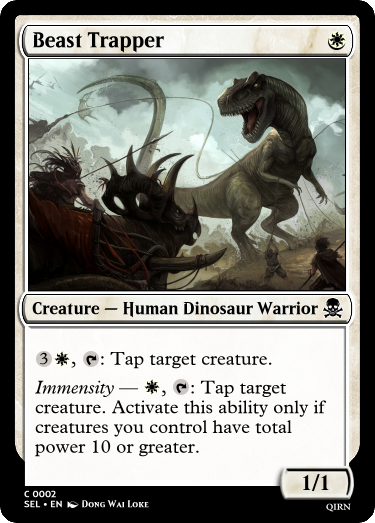 Beast Trapper
Creature — Human Dinosaur Warrior
3, : Tap target creature.
Immensity — , : Tap target
creature. Activate this ability only if
creatures you control have total
power 10 or greater.
1/1
C 0002
SEL • EN Dong Wai Loke
QIRN